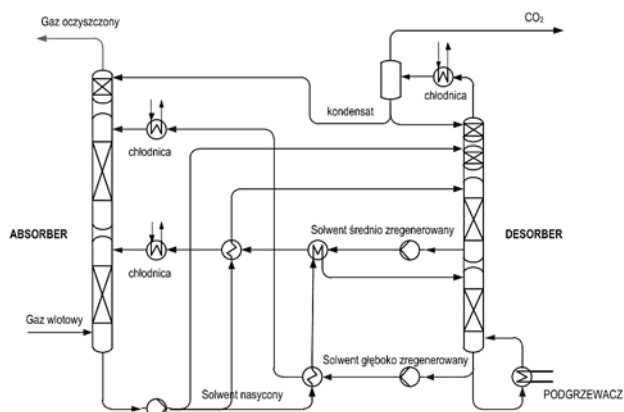 Gaz oczyszczony
CO₂
chłodnica
kondensat
chłodnica
Solwent średnio zregenerowany
ABSORBER
DESORBER
chłodnica
Gaz wlotowy
Solwent głęboko zregenerowany
Solwent nasycony
PODGRZEWACZ